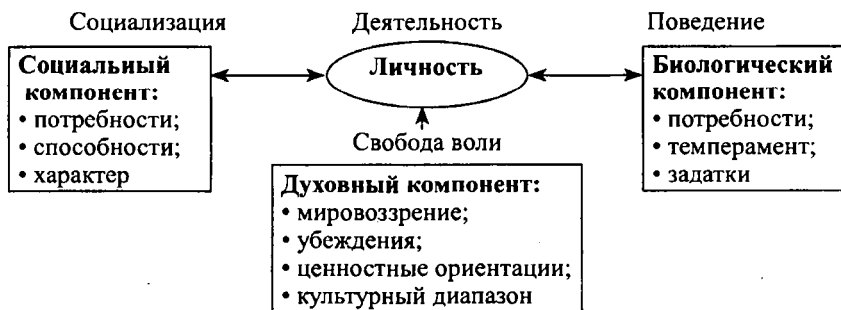 Социализация
Деятельность
Поведение
Социальный
компонент:
• потребности;
• способности;
• характер
Личность
Биологический
компонент:
• потребности;
• темперамент;
• задатки
Свобода воли
Духовный компонент:
• мировоззрение;
• убеждения;
• ценностные ориентации;
• культурный диапазон